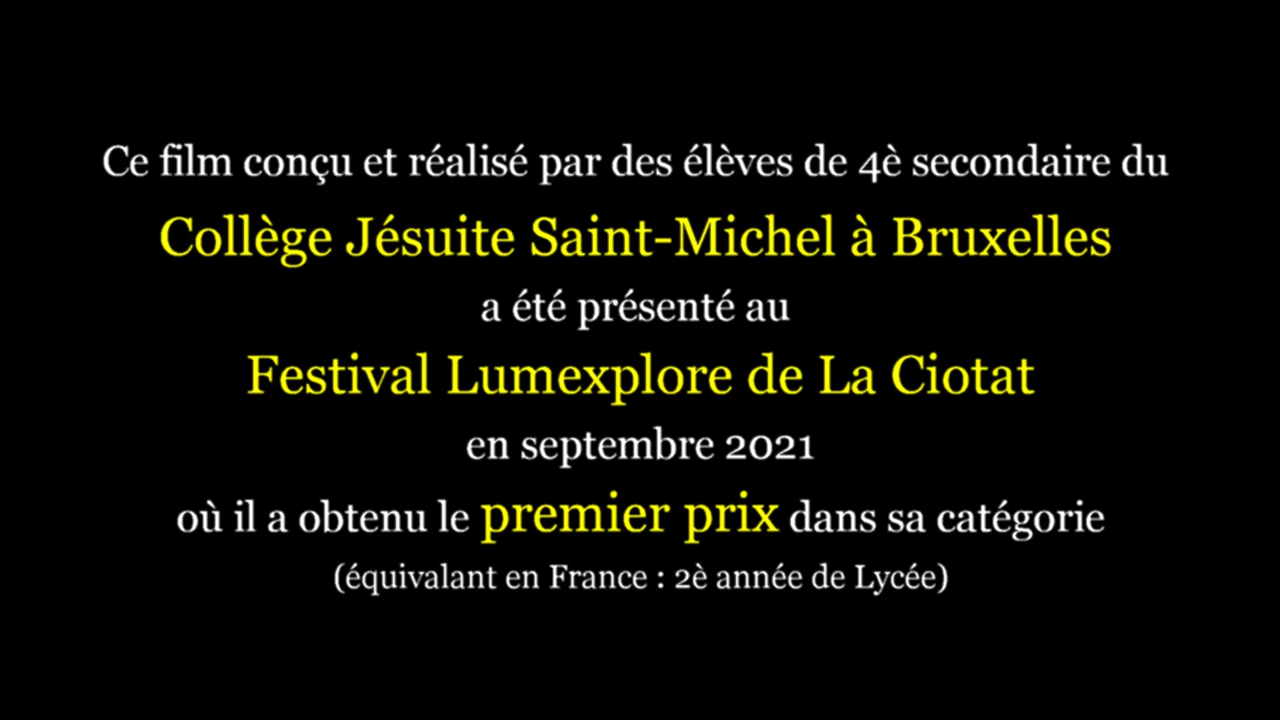 Ce film conçu et réalisé par des élèves de 4è secondaire du
Collège Jésuite Saint-Michel à Bruxelles
a été présenté au
Festival Lumexplore de La Ciotat
en septembre 2021
où il a obtenu le premier prix dans sa catégorie
(équivalant en France : 2è année de Lycée)